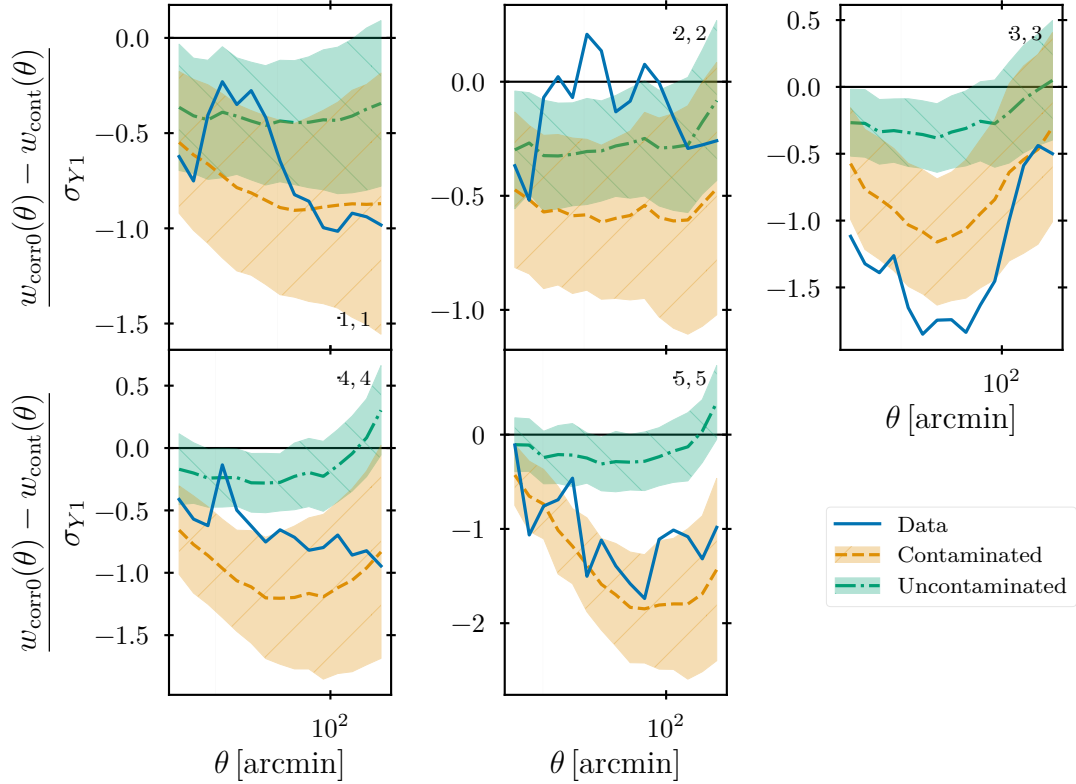 w_corr0(θ) − w_cont(θ)
σ_Y1
0.0
−0.5
−1.0
−1.5
1, 1
0.0
−0.5
−1.0
2, 2
0.5
0.0
−0.5
−1.0
−1.5
3, 3
10²
θ [arcmin]
w_corr0(θ) − w_cont(θ)
σ_Y1
0.5
0.0
−0.5
−1.0
−1.5
4, 4
10²
θ [arcmin]
0
−1
−2
5, 5
10²
θ [arcmin]
Data
Contaminated
Uncontaminated